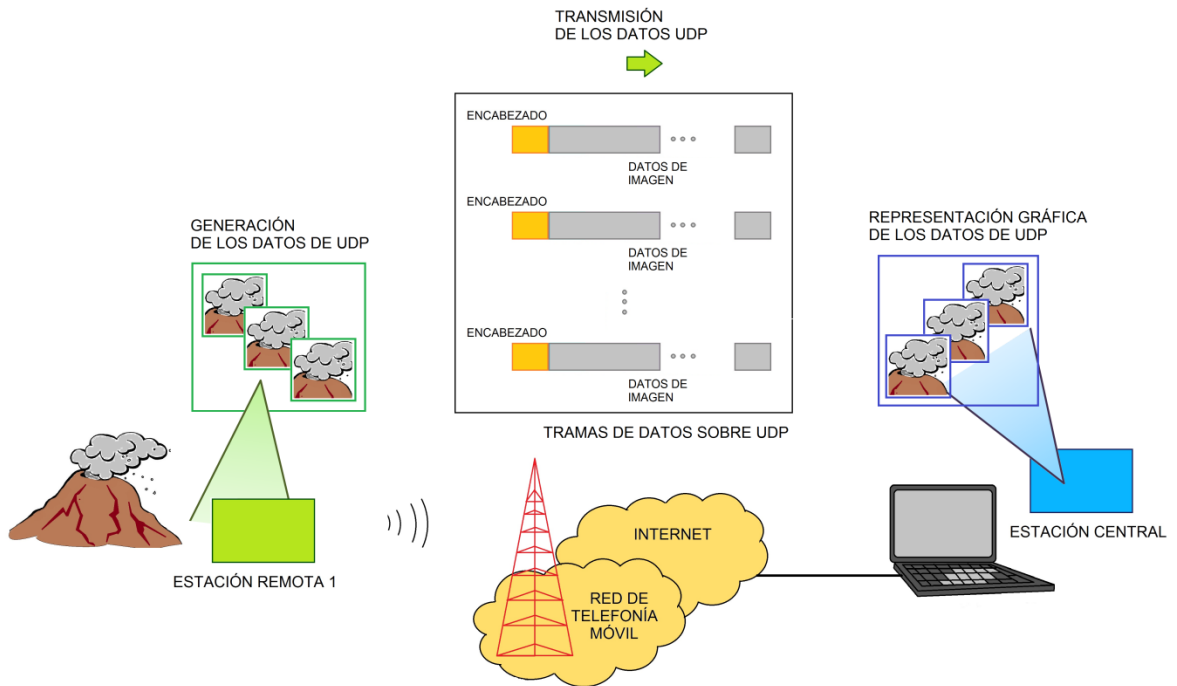 TRANSMISIÓN
DE LOS DATOS UDP
ENCABEZADO
DATOS DE
IMAGEN
ENCABEZADO
DATOS DE
IMAGEN
ENCABEZADO
DATOS DE
IMAGEN
TRAMAS DE DATOS SOBRE UDP
GENERACIÓN
DE LOS DATOS DE UDP
REPRESENTACIÓN GRÁFICA
DE LOS DATOS DE UDP
ESTACIÓN REMOTA 1
INTERNET
RED DE
TELEFONÍA
MÓVIL
ESTACIÓN CENTRAL